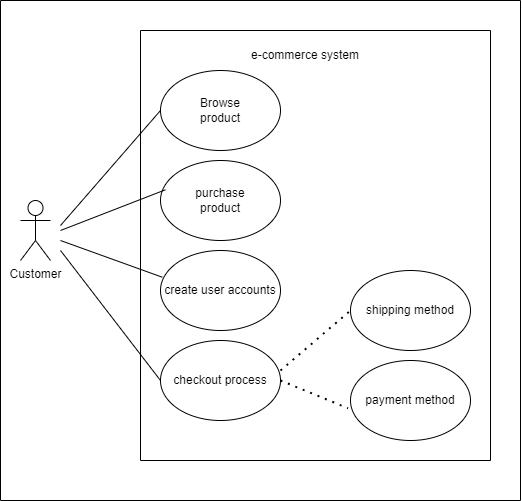 e-commerce system
Browse
product
purchase
product
Customer
create user accounts
shipping method
checkout process
payment method